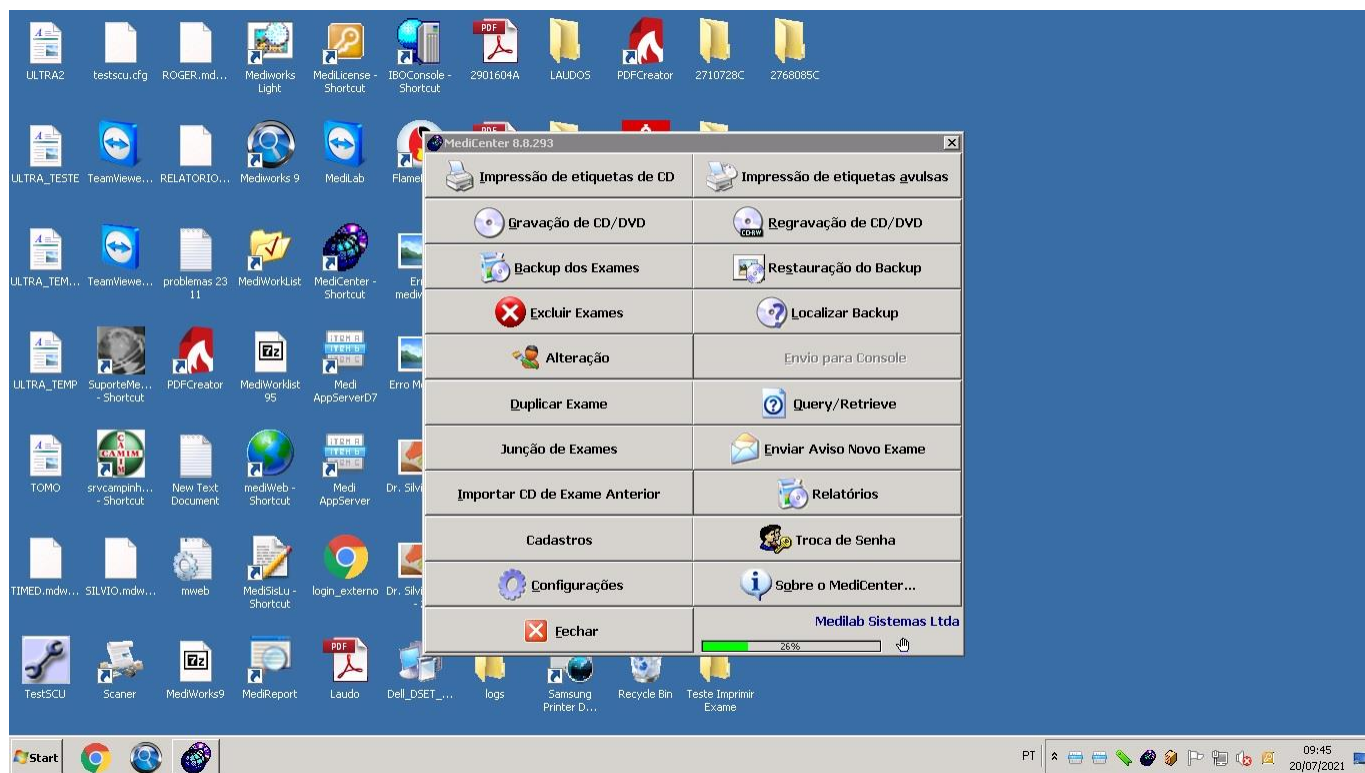 ULTRA2
testscu.cfg
ROGER.md...
Mediworks
Light
MediLicense -
Shortcut
IBOConsole -
Shortcut
PDF
2901604A
LAUDOS
PDFCreator
2710728C
2768085C
ULTRA_TESTE
TeamViewe...
RELATORIO...
Mediworks 9
MediLab
ULTRA_TEM...
TeamViewe...
problemas 23
11
MediWorkList
MediCenter -
Shortcut
ULTRA_TEMP
SuporteMe...
- Shortcut
PDFCreator
7z
MediWorklist
95
Medi
AppServerD7
TOMO
CAMIM
srvcampinh...
- Shortcut
New Text
Document
mediWeb -
Shortcut
Medi
AppServer
TIMED.mdw...
SILVIO.mdw...
mweb
MediSisLu -
Shortcut
login_externo
TestSCU
Scaner
7z
MediWorks9
MediReport
PDF
Laudo
Dell_DSET_...
logs
Samsung
Printer D...
Recycle Bin
Teste Imprimir
Exame
MediCenter 8.8.293
Impressão de etiquetas de CD
Impressão de etiquetas avulsas
Gravação de CD/DVD
CD-RW
Regravação de CD/DVD
Backup dos Exames
Restauração do Backup
Excluir Exames
Localizar Backup
Alteração
Envio para Console
Duplicar Exame
Query/Retrieve
Junção de Exames
Enviar Aviso Novo Exame
Importar CD de Exame Anterior
Relatórios
Cadastros
Troca de Senha
Configurações
Sobre o MediCenter...
Fechar
Medilab Sistemas Ltda
26%
Start
PT
09:45
20/07/2021